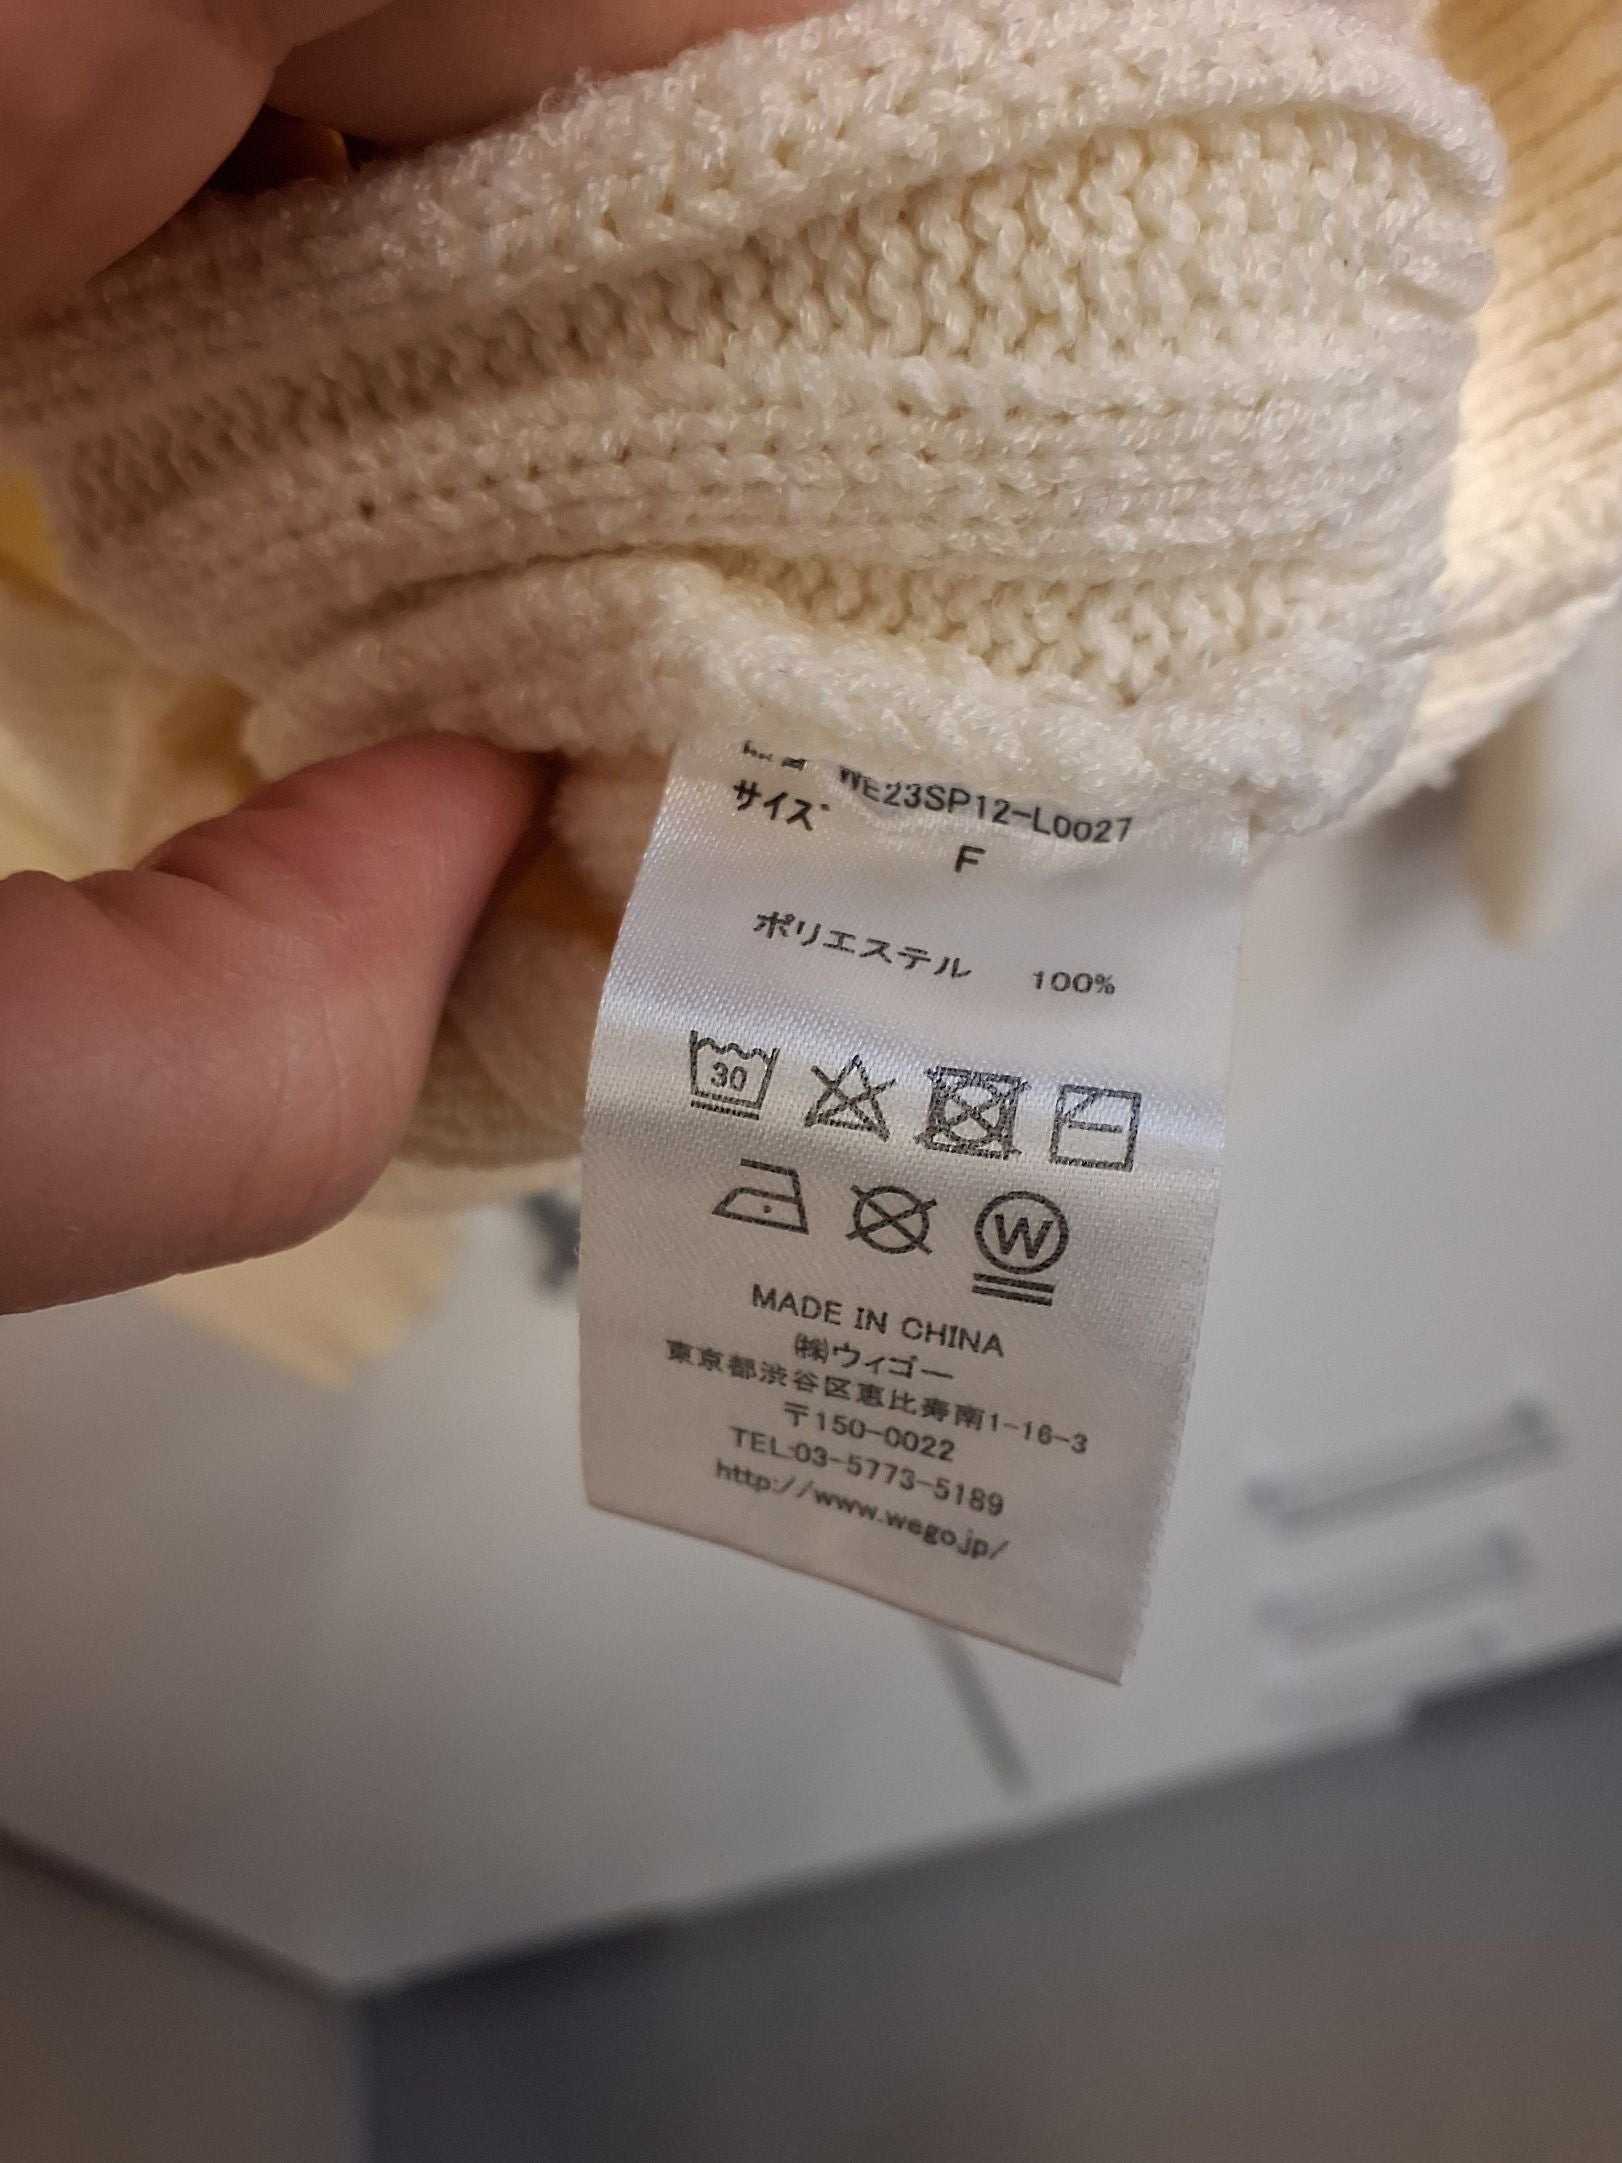 品番 WE23SP12-L0027
サイズ
F
ポリエステル 100%
30
W
MADE IN CHINA
㈱ウィゴー
東京都渋谷区恵比寿南1-16-3
〒150-0022
TEL:03-5773-5189
http://www.wego.jp/